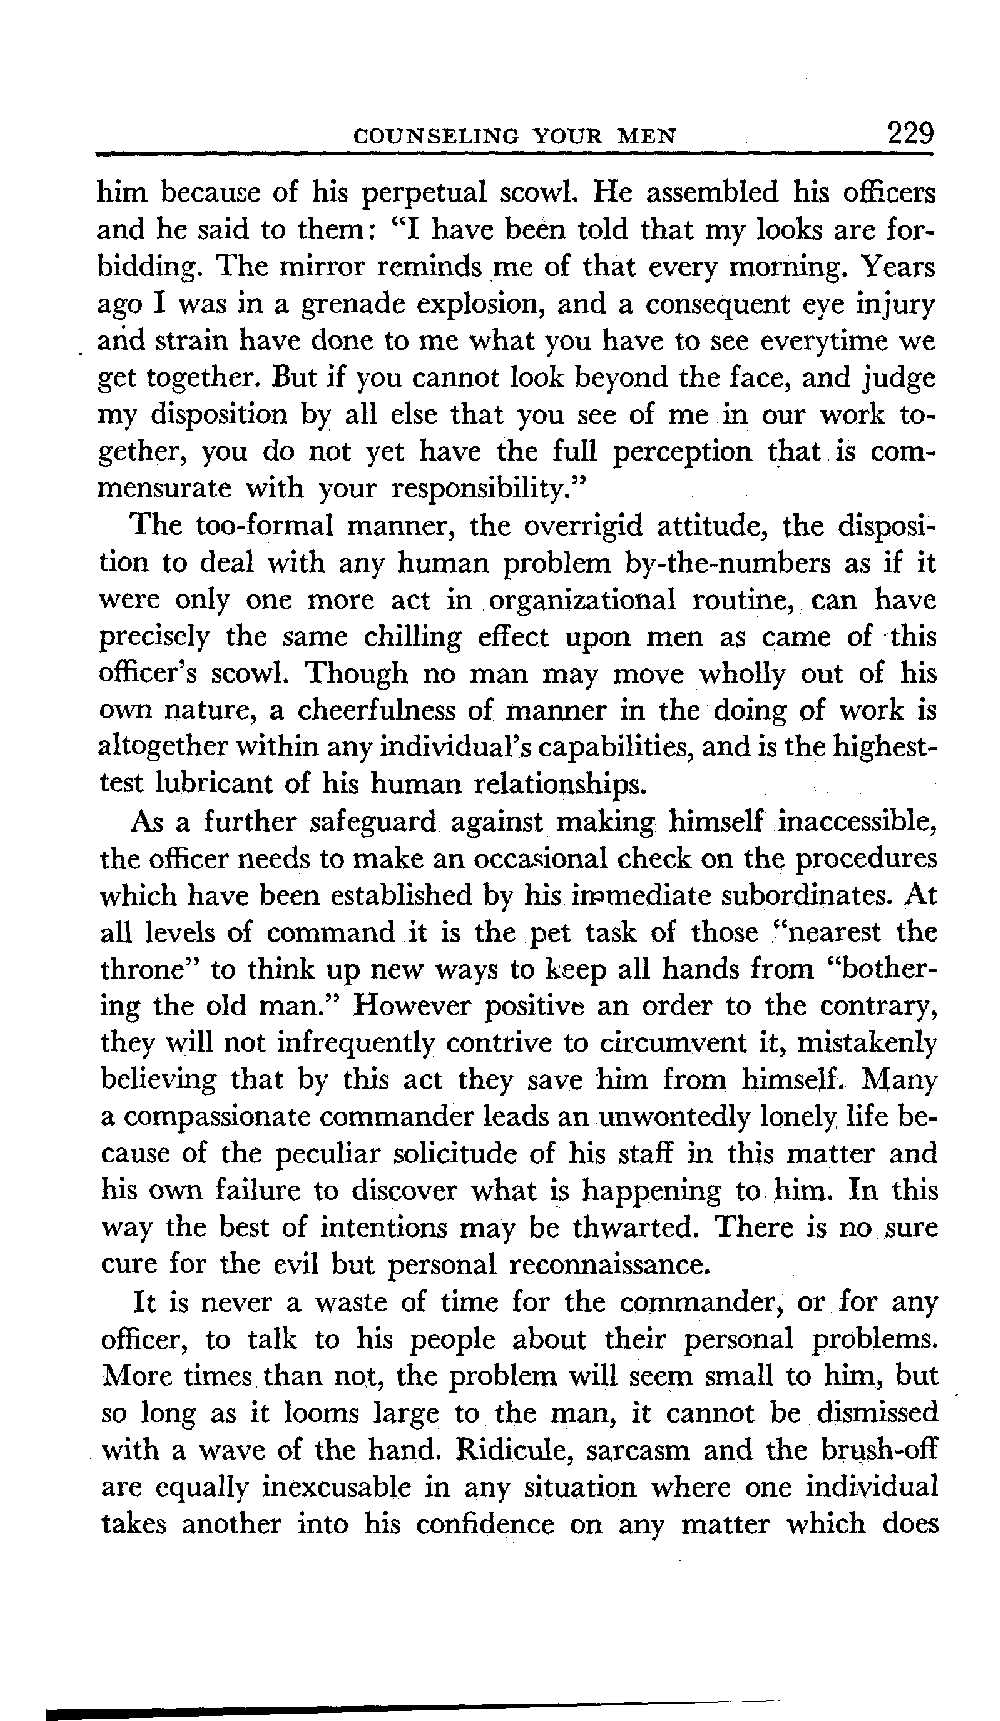 COUNSELING YOUR MEN 229
him because of his perpetual scowl. He assembled his officers
and he said to them: “I have been told that my looks are for-
bidding. The mirror reminds me of that every morning. Years
ago I was in a grenade explosion, and a consequent eye injury
and strain have done to me what you have to see everytime we
get together. But if you cannot look beyond the face, and judge
my disposition by all else that you see of me in our work to-
gether, you do not yet have the full perception that is com-
mensurate with your responsibility.”
The too-formal manner, the overrigid attitude, the disposi-
tion to deal with any human problem by-the-numbers as if it
were only one more act in organizational routine, can have
precisely the same chilling effect upon men as came of this
officer’s scowl. Though no man may move wholly out of his
own nature, a cheerfulness of manner in the doing of work is
altogether within any individual’s capabilities, and is the highest-
test lubricant of his human relationships.
As a further safeguard against making himself inaccessible,
the officer needs to make an occasional check on the procedures
which have been established by his immediate subordinates. At
all levels of command it is the pet task of those “nearest the
throne” to think up new ways to keep all hands from “bother-
ing the old man.” However positive an order to the contrary,
they will not infrequently contrive to circumvent it, mistakenly
believing that by this act they save him from himself. Many
a compassionate commander leads an unwontedly lonely life be-
cause of the peculiar solicitude of his staff in this matter and
his own failure to discover what is happening to him. In this
way the best of intentions may be thwarted. There is no sure
cure for the evil but personal reconnaissance.
It is never a waste of time for the commander, or for any
officer, to talk to his people about their personal problems.
More times than not, the problem will seem small to him, but
so long as it looms large to the man, it cannot be dismissed
with a wave of the hand. Ridicule, sarcasm and the brush-off
are equally inexcusable in any situation where one individual
takes another into his confidence on any matter which does